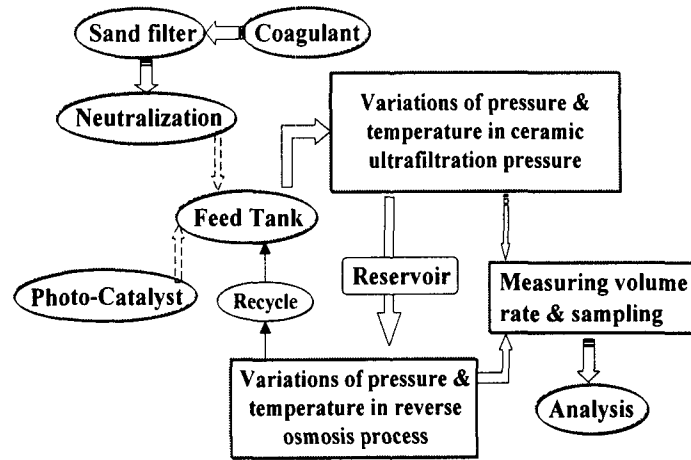 Sand filter
Coagulant
Neutralization
Variations of pressure &
temperature in ceramic
ultrafiltration pressure
Feed Tank
Photo-Catalyst
Recycle
Reservoir
Measuring volume
rate & sampling
Variations of pressure &
temperature in reverse
osmosis process
Analysis